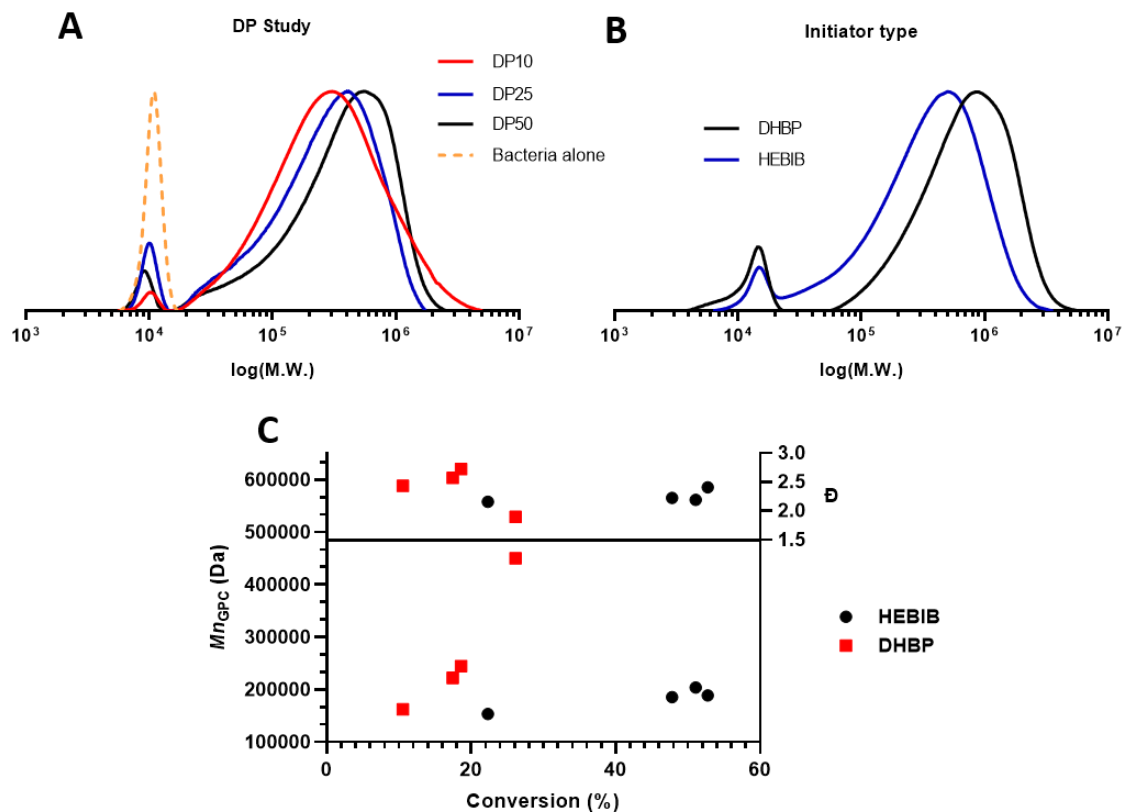 A
DP Study
DP10
DP25
DP50
Bacteria alone
10³ 10⁴ 10⁵ 10⁶ 10⁷
log(M.W.)
B
Initiator type
DHBP
HEBIB
10³ 10⁴ 10⁵ 10⁶ 10⁷
log(M.W.)
C
600000
500000
400000
300000
200000
100000
MnGPC (Da)
3.0
2.5
2.0
1.5
Đ
0 20 40 60
Conversion (%)
HEBIB
DHBP